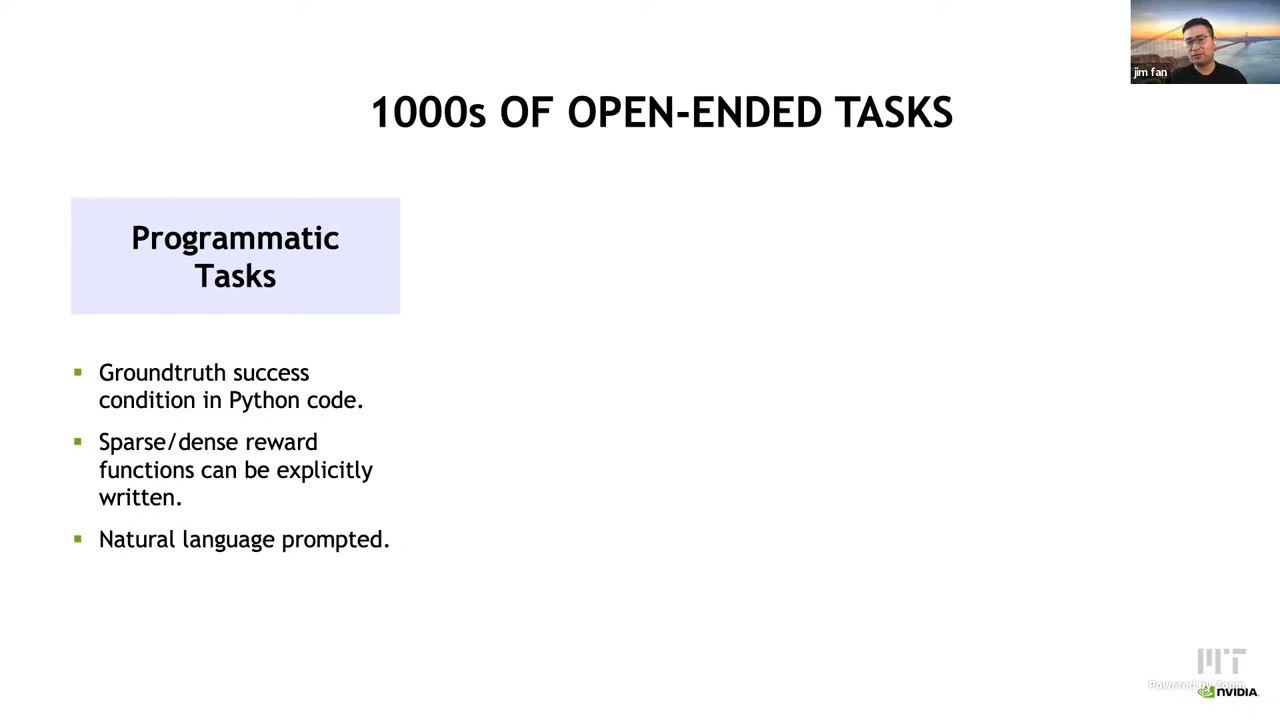 jim fan
1000s OF OPEN-ENDED TASKS
Programmatic
Tasks
Groundtruth success
condition in Python code.
Sparse/dense reward
functions can be explicitly
written.
Natural language prompted.
MIT
Powered by Zoom
NVIDIA